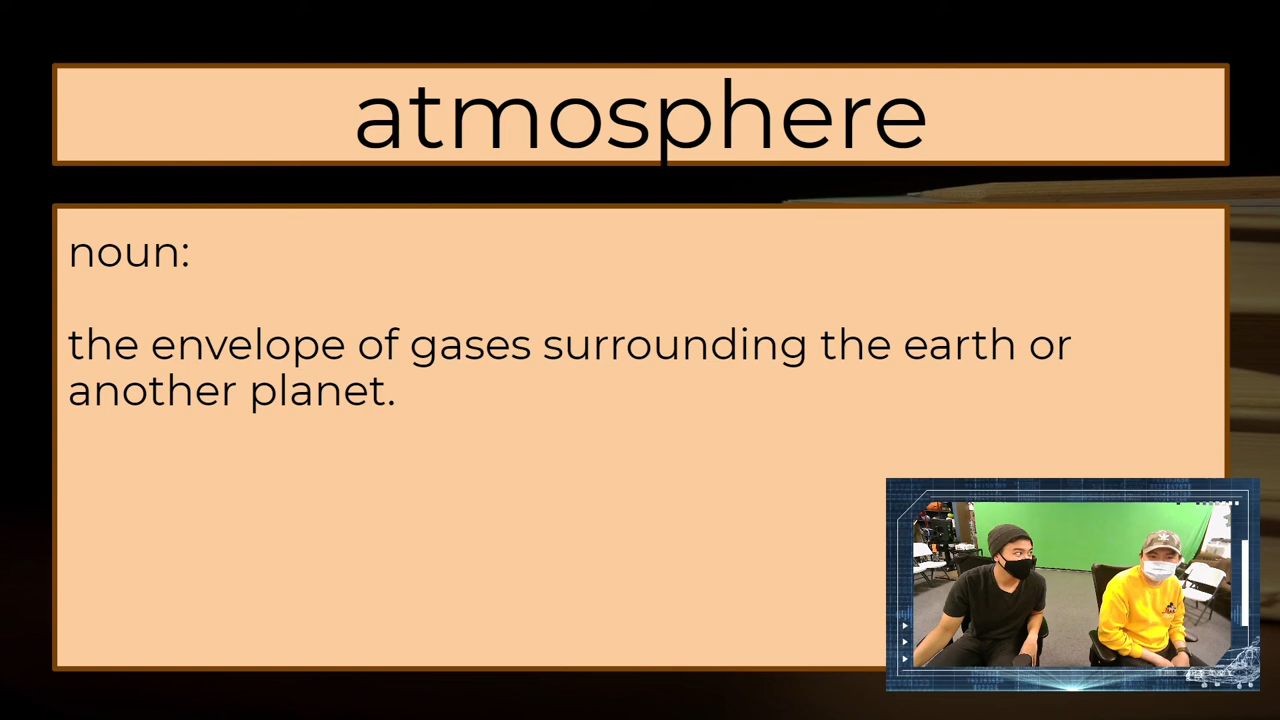 atmosphere
noun:
the envelope of gases surrounding the earth or
another planet.